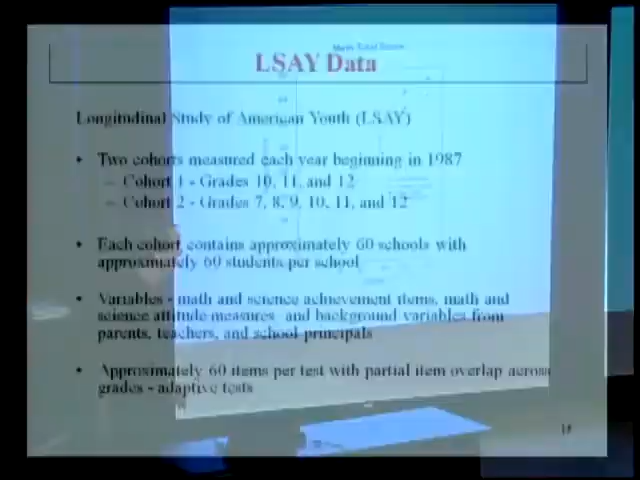 LSAY Data
Longitudinal Study of American Youth (LSAY)
• Two cohorts measured each year beginning in 1987
– Cohort 1 - Grades 10, 11, and 12
– Cohort 2 - Grades 7, 8, 9, 10, 11, and 12
• Each cohort contains approximately 60 schools with
approximately 60 students per school
• Variables - math and science achievement items, math and
science attitude measures and background variables from
parents, teachers, and school principals
• Approximately 60 items per test with partial item overlap across
grades - adaptive tests